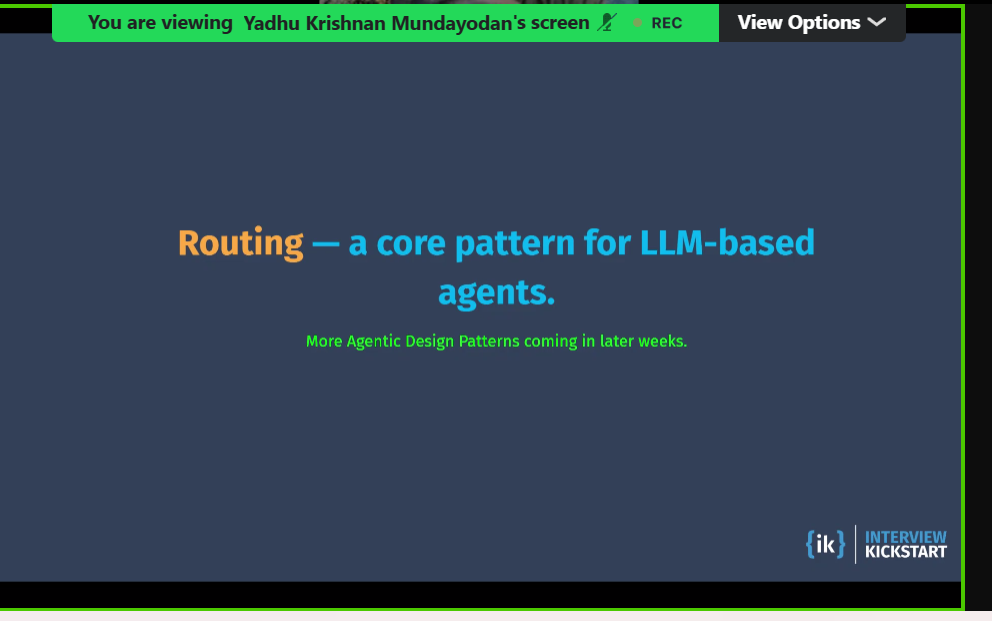 You are viewing Yadhu Krishnan Mundayodan's screen REC View Options
Routing — a core pattern for LLM-based
agents.
More Agentic Design Patterns coming in later weeks.
{ik} INTERVIEW
KICKSTART